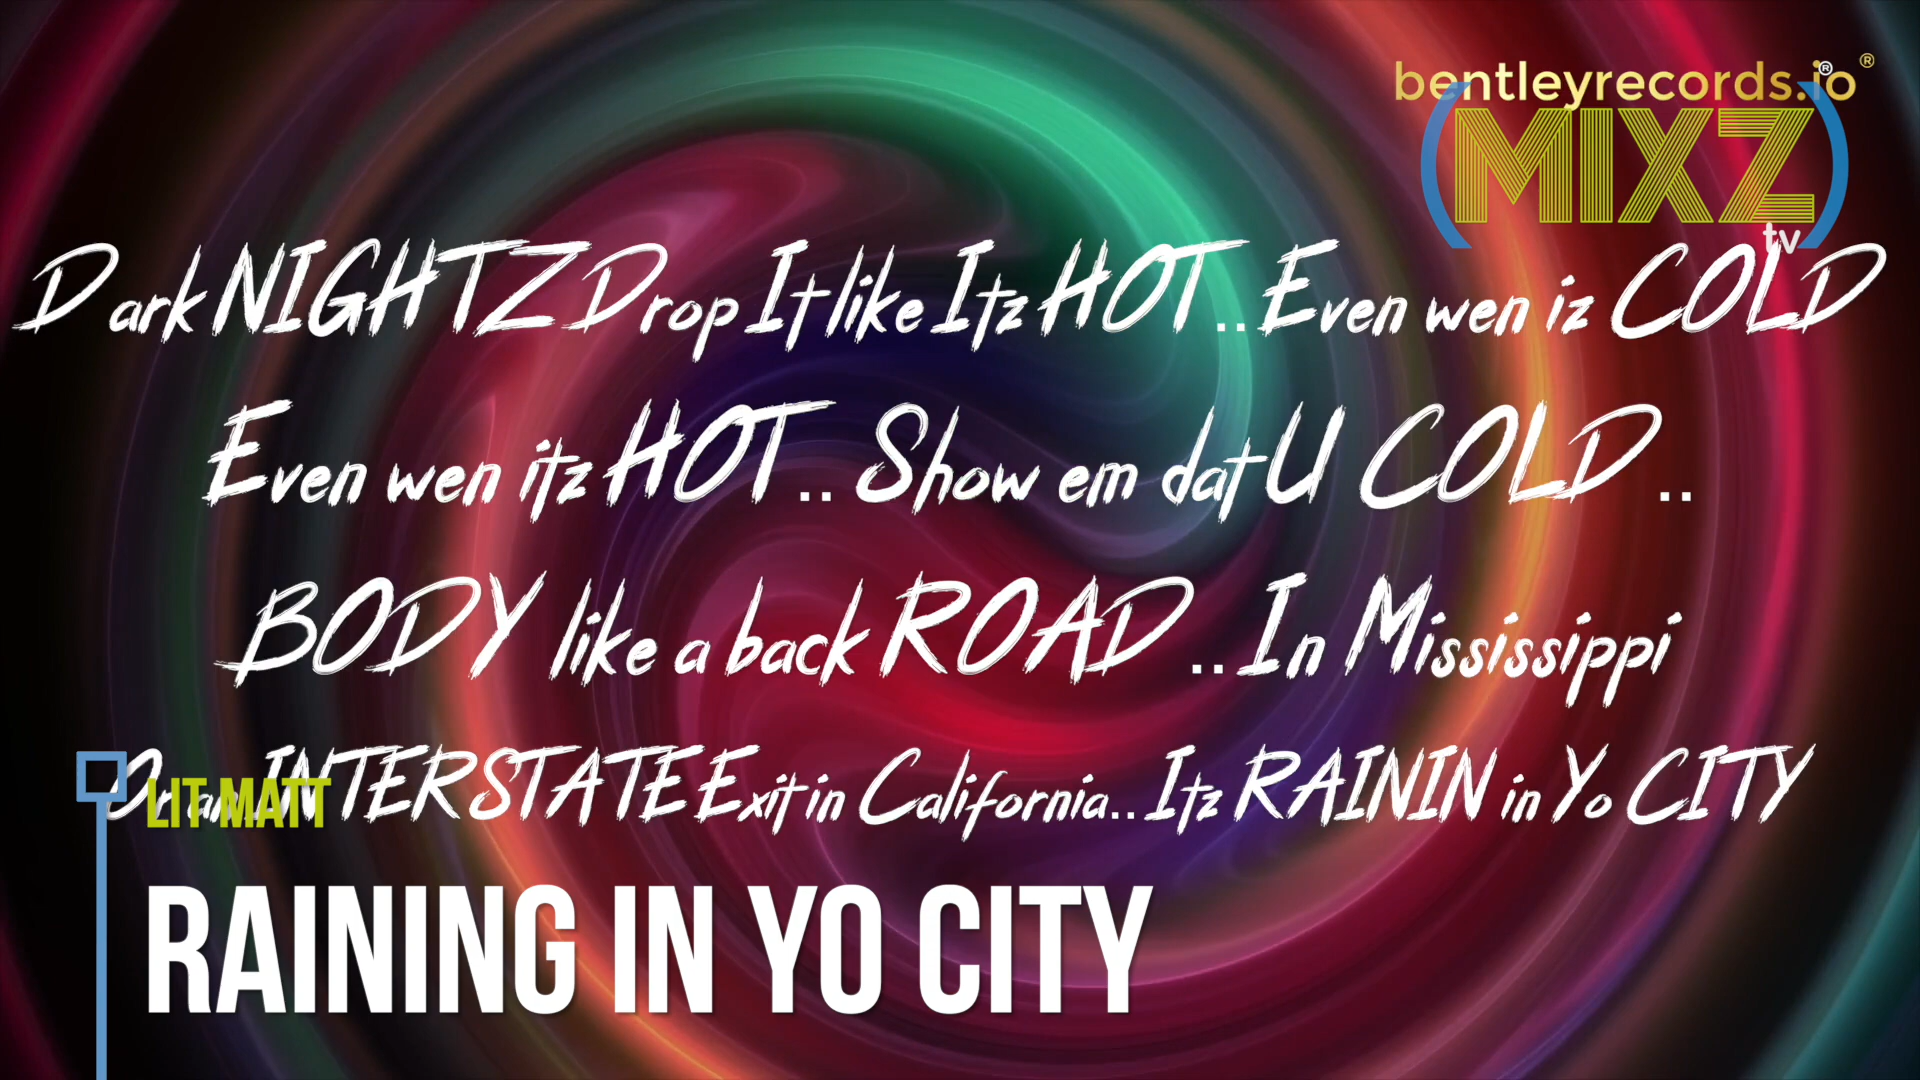 bentleyrecords.io®
(MIXZ)®
tv
Dark NIGHTZ Drop It like Itz HOT .. Even wen iz COLD
Even wen itz HOT .. Show em dat U COLD ..
BODY like a back ROAD .. In Mississippi
Or an INTERSTATE Exit in California.. Itz RAININ in Yo CITY
LIT MATT
RAINING IN YO CITY